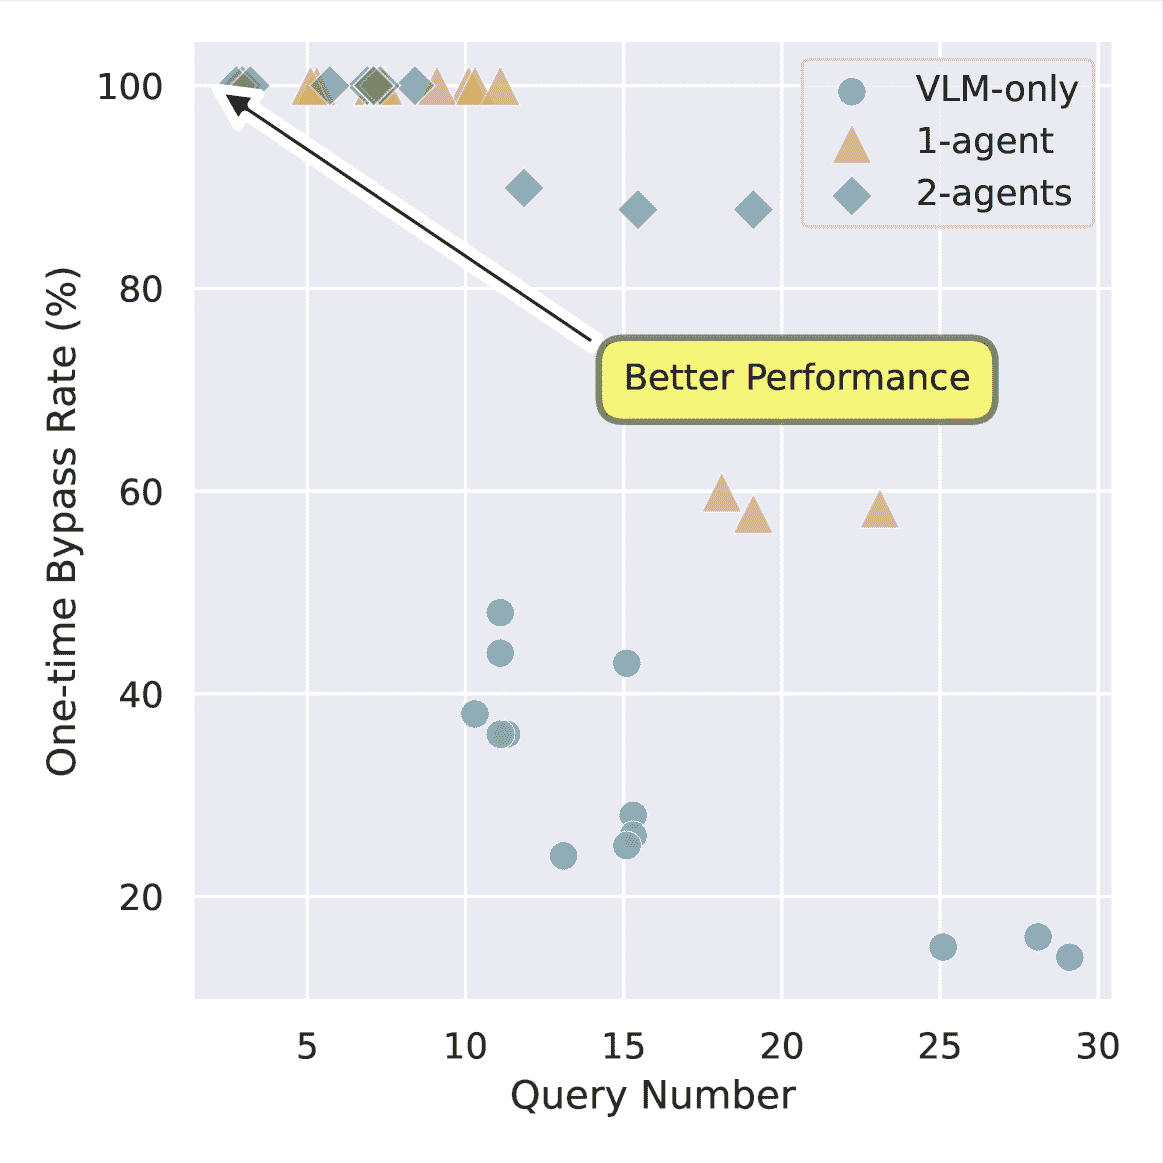 100
80
60
40
20
One-time Bypass Rate (%)
VLM-only
1-agent
2-agents
Better Performance
5 10 15 20 25 30
Query Number